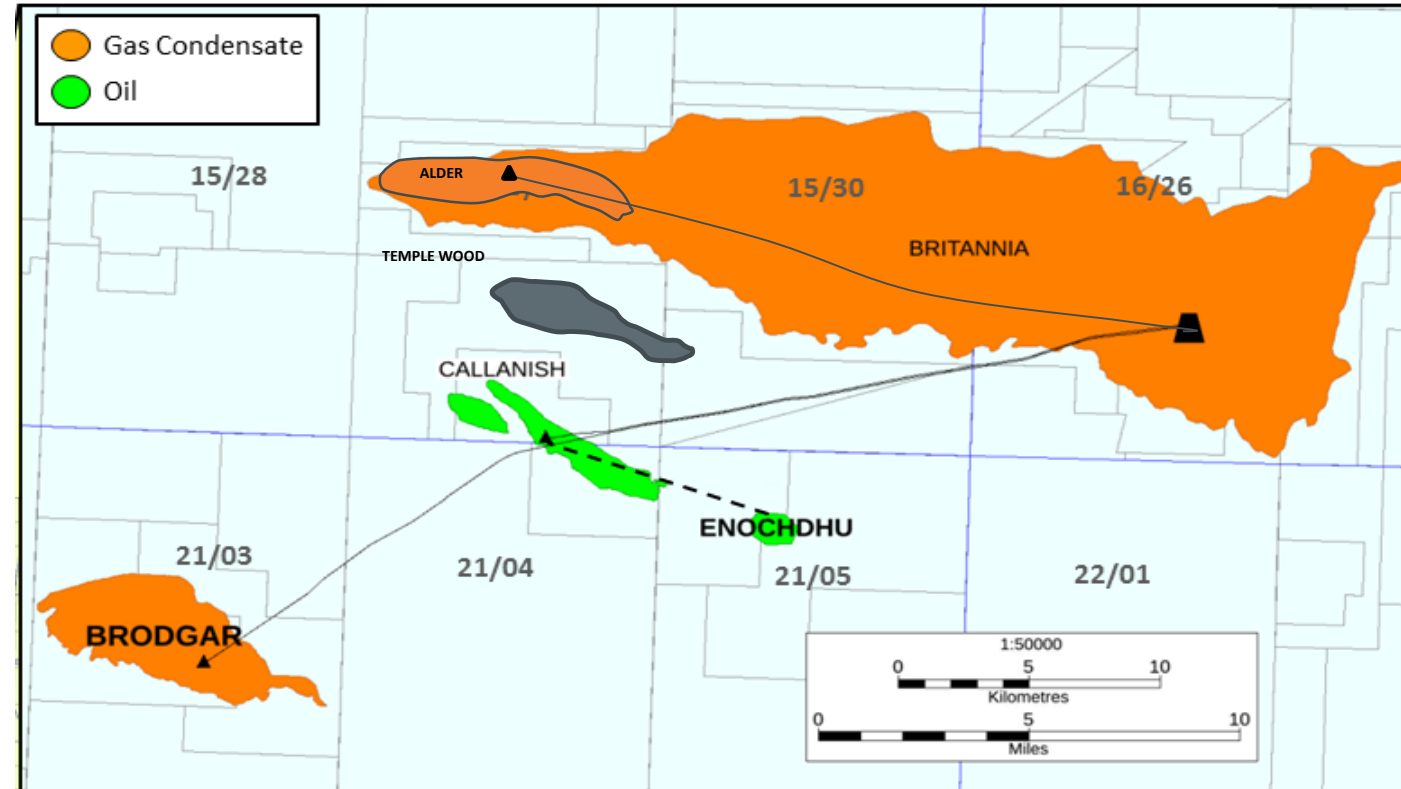 Gas Condensate
Oil
15/28
ALDER
15/30
16/26
BRITANNIA
TEMPLE WOOD
CALLANISH
ENOCHDHU
21/03
21/04
21/05
22/01
BRODGAR
1:50000
0 5 10
Kilometres
0 5 10
Miles